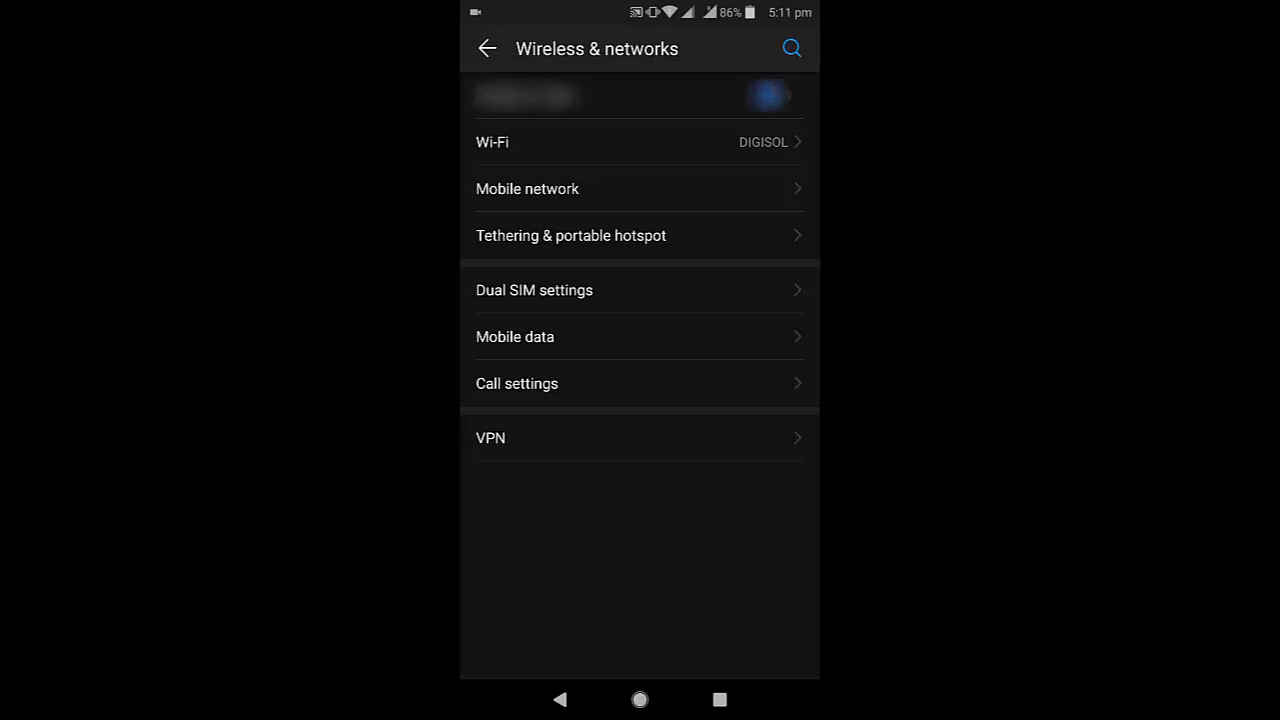 86% 5:11 pm
Wireless & networks
Wi-Fi DIGISOL
Mobile network
Tethering & portable hotspot
Dual SIM settings
Mobile data
Call settings
VPN